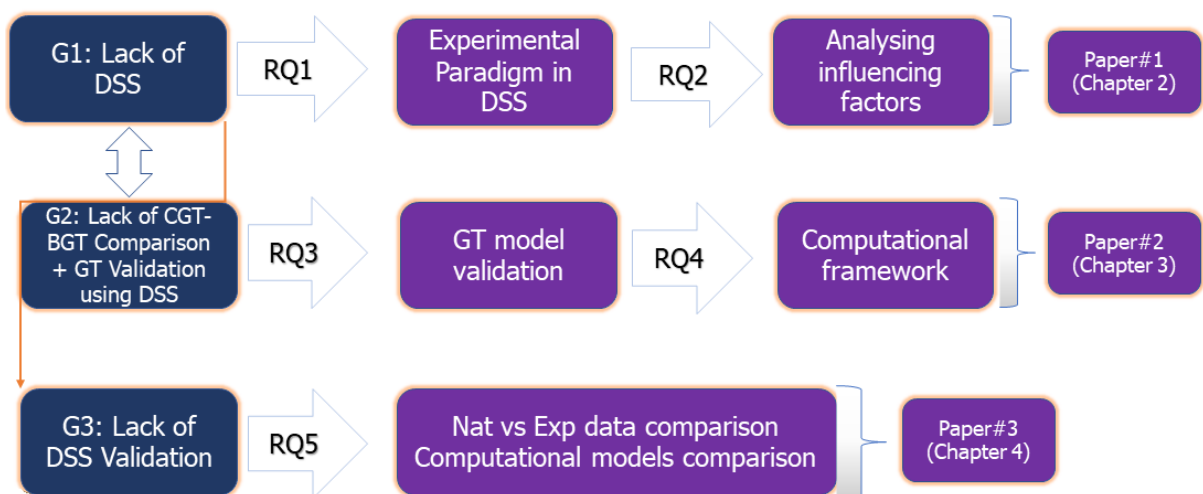 G1: Lack of
DSS
RQ1
Experimental
Paradigm in
DSS
RQ2
Analysing
influencing
factors
Paper#1
(Chapter 2)
G2: Lack of CGT-
BGT Comparison
+ GT Validation
using DSS
RQ3
GT model
validation
RQ4
Computational
framework
Paper#2
(Chapter 3)
G3: Lack of
DSS Validation
RQ5
Nat vs Exp data comparison
Computational models comparison
Paper#3
(Chapter 4)